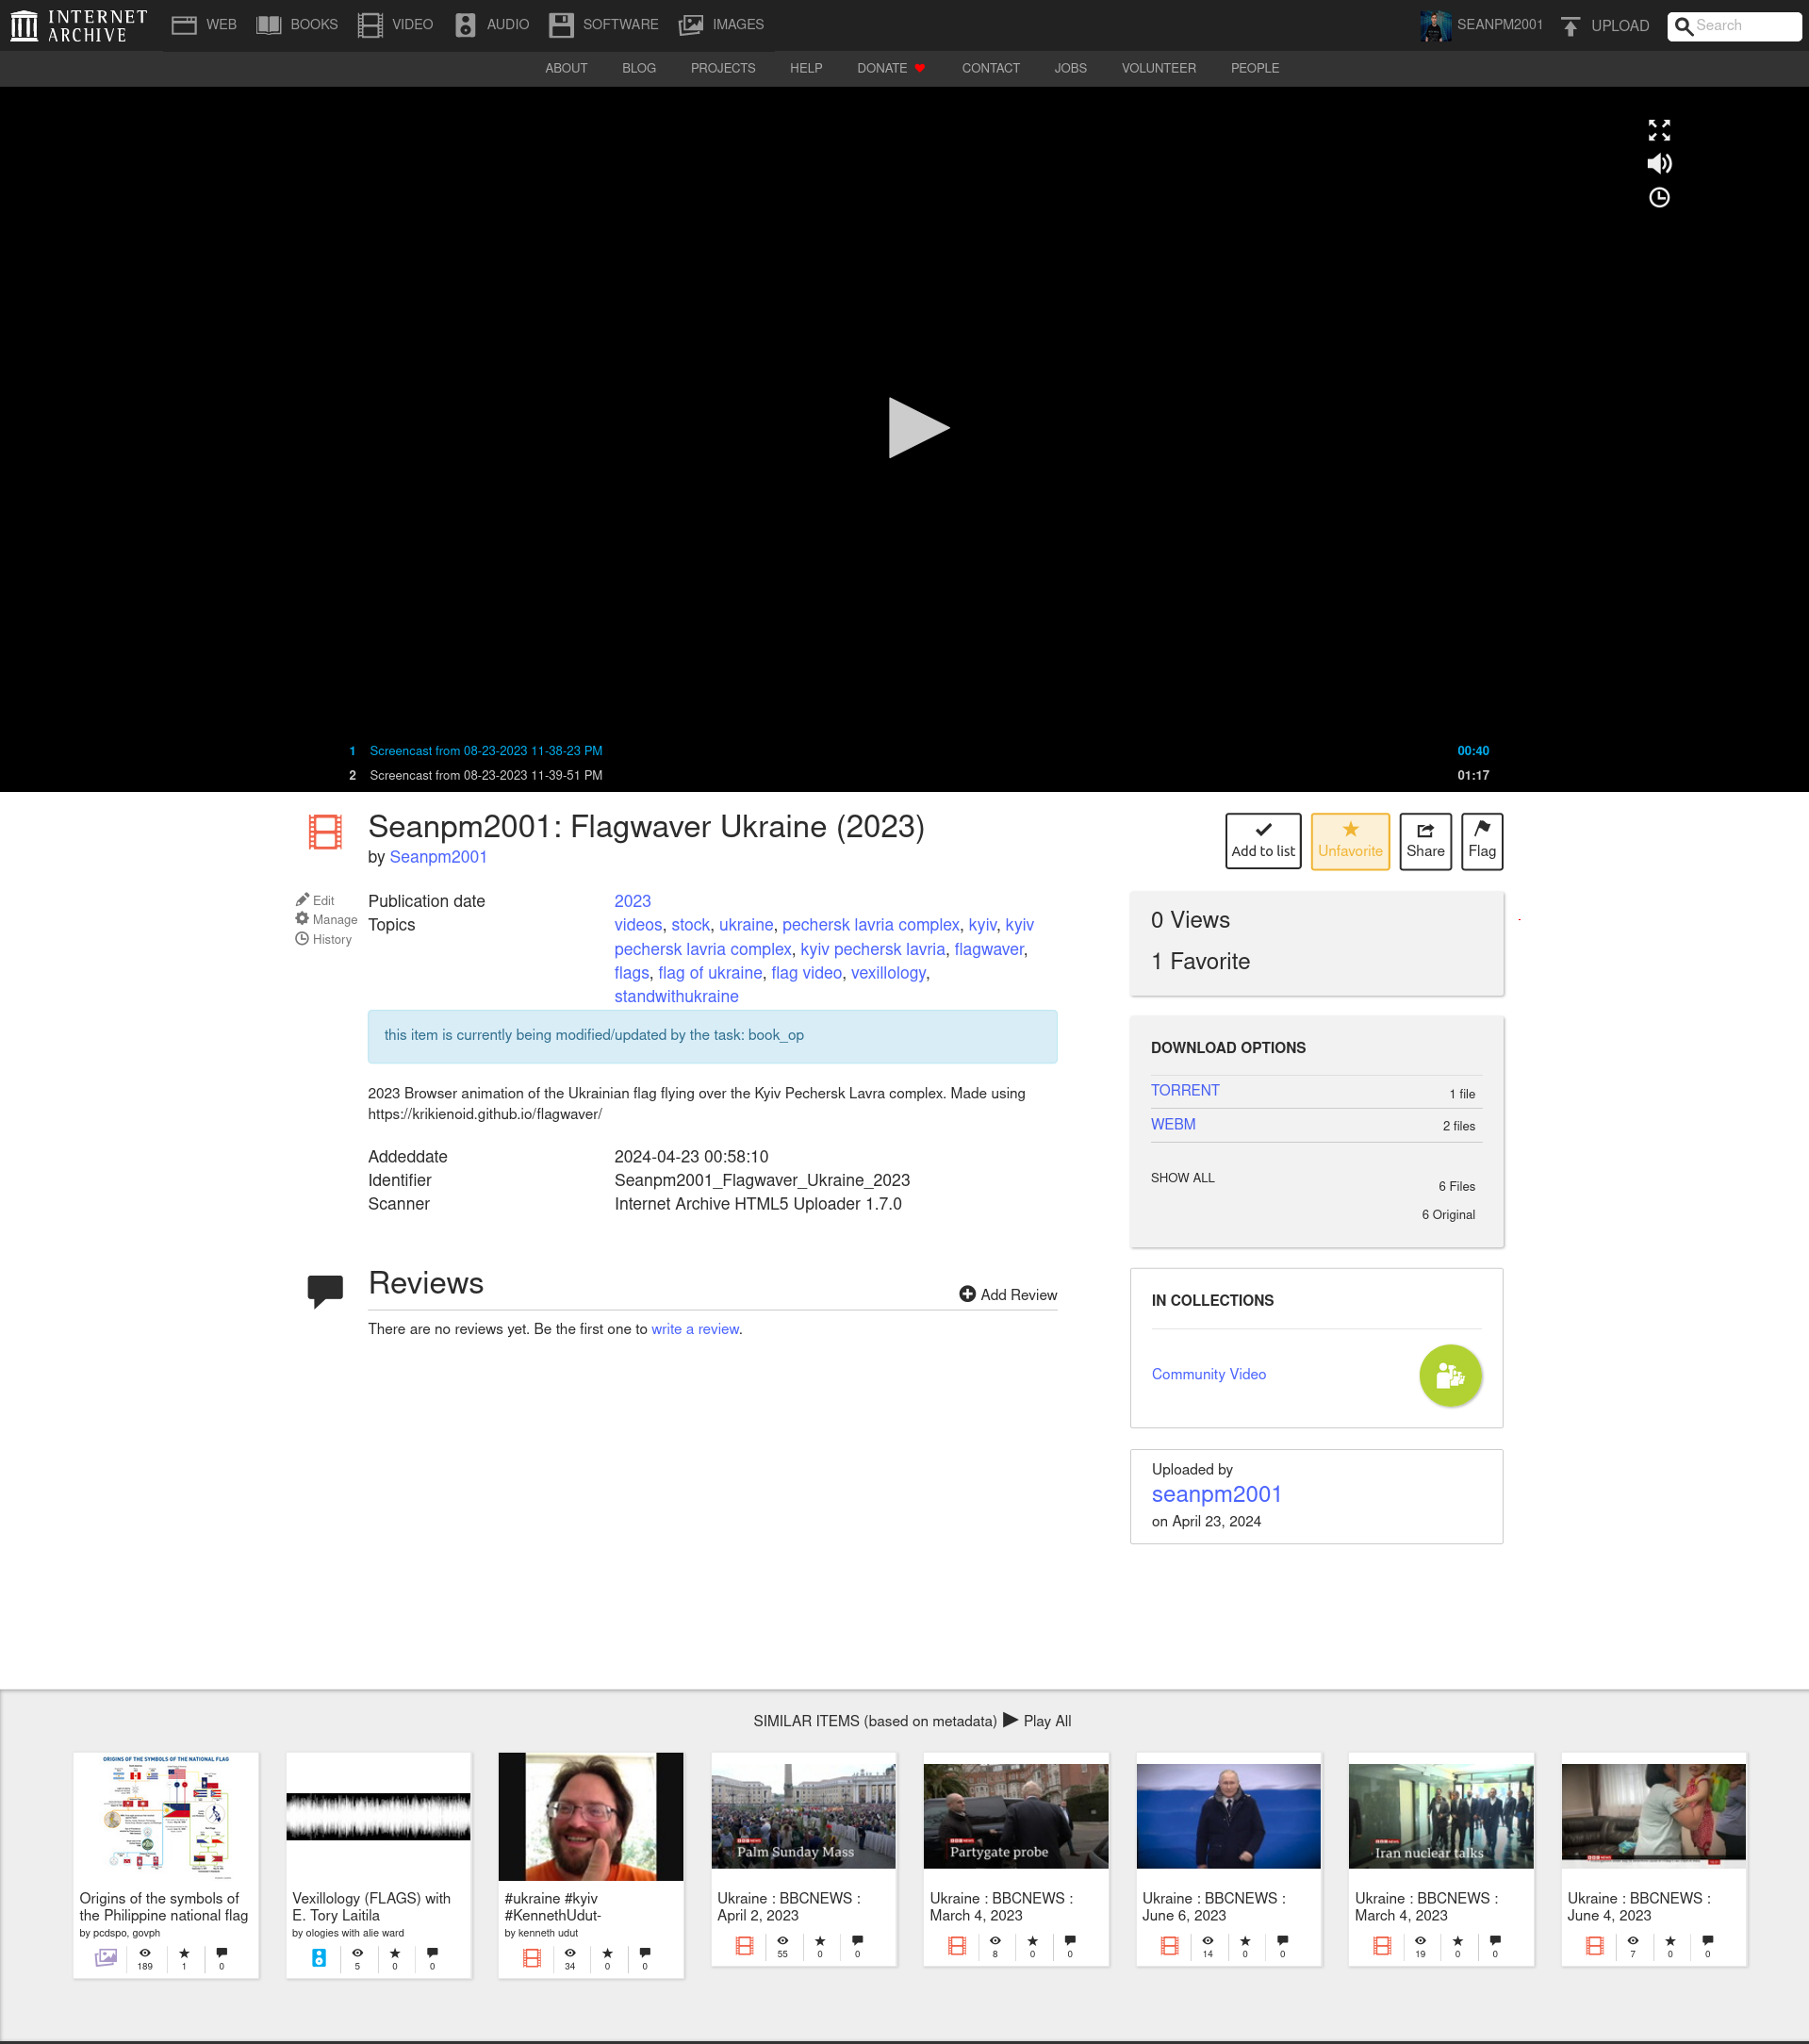 INTERNET
ARCHIVE
WEB BOOKS VIDEO AUDIO SOFTWARE IMAGES SEANPM2001 UPLOAD Search
ABOUT BLOG PROJECTS HELP DONATE CONTACT JOBS VOLUNTEER PEOPLE
1 Screencast from 08-23-2023 11-38-23 PM 00:40
2 Screencast from 08-23-2023 11-39-51 PM 01:17
Seanpm2001: Flagwaver Ukraine (2023)
by Seanpm2001
Add to list Unfavorite Share Flag
Edit
Manage
History
Publication date 2023
Topics videos, stock, ukraine, pechersk lavria complex, kyiv, kyiv
pechersk lavria complex, kyiv pechersk lavria, flagwaver,
flags, flag of ukraine, flag video, vexillology,
standwithukraine
this item is currently being modified/updated by the task: book_op
2023 Browser animation of the Ukrainian flag flying over the Kyiv Pechersk Lavra complex. Made using
https://krikienoid.github.io/flagwaver/
Addeddate 2024-04-23 00:58:10
Identifier Seanpm2001_Flagwaver_Ukraine_2023
Scanner Internet Archive HTML5 Uploader 1.7.0
Reviews
Add Review
There are no reviews yet. Be the first one to write a review.
0 Views
1 Favorite
DOWNLOAD OPTIONS
TORRENT 1 file
WEBM 2 files
SHOW ALL
6 Files
6 Original
IN COLLECTIONS
Community Video
Uploaded by
seanpm2001
on April 23, 2024
SIMILAR ITEMS (based on metadata) Play All
ORIGINS OF THE SYMBOLS OF THE NATIONAL FLAG
Origins of the symbols of
the Philippine national flag
by pcdspo, govph
189 1 0
Vexillology (FLAGS) with
E. Tory Laitila
by ologies with alie ward
5 0 0
#ukraine #kyiv
#KennethUdut-
by kenneth udut
34 0 0
BBC NEWS
Palm Sunday Mass
Ukraine : BBCNEWS :
April 2, 2023
55 0 0
BBC NEWS
Partygate probe
Ukraine : BBCNEWS :
March 4, 2023
8 0 0
Ukraine : BBCNEWS :
June 6, 2023
14 0 0
BBC NEWS
Iran nuclear talks
Ukraine : BBCNEWS :
March 4, 2023
19 0 0
Ukraine : BBCNEWS :
June 4, 2023
7 0 0